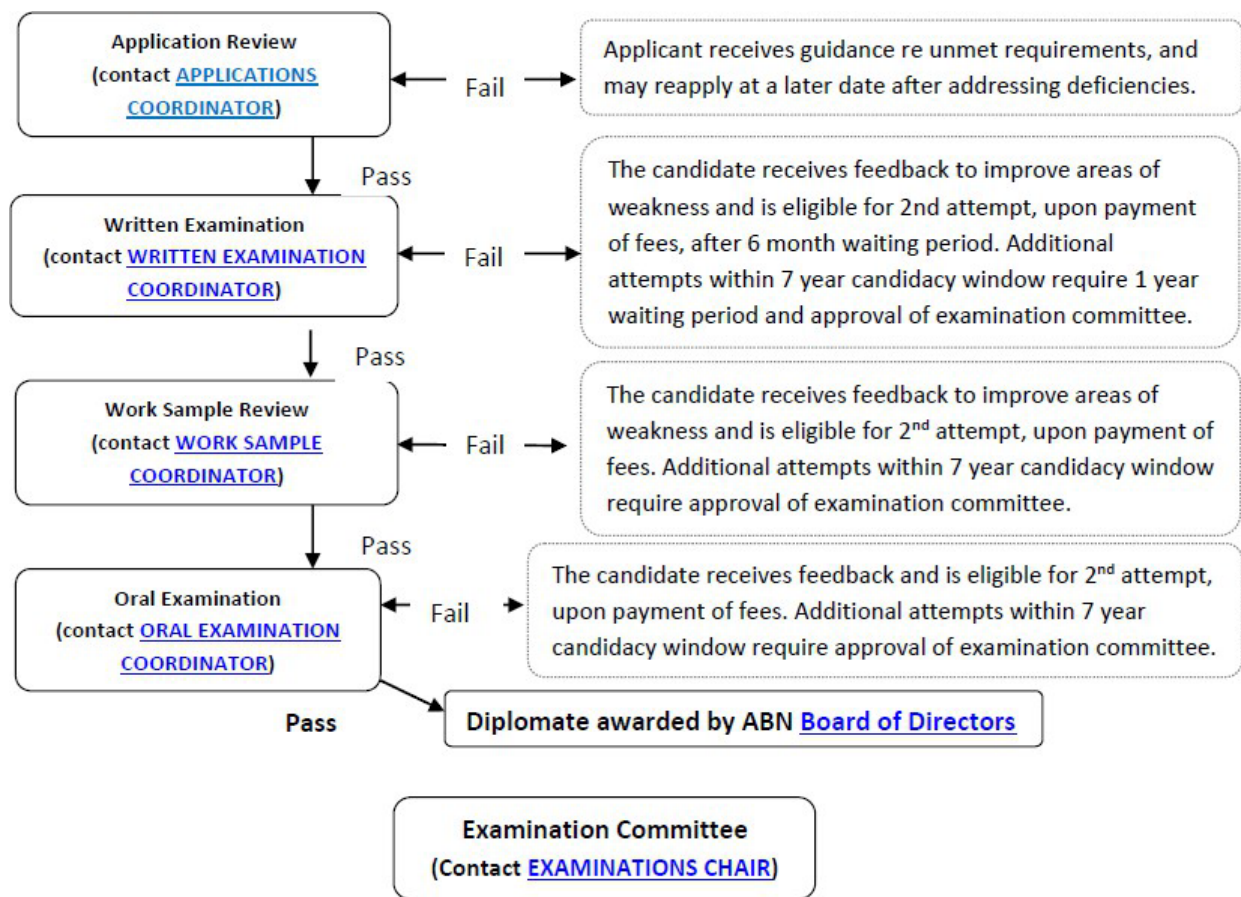 Application Review
(contact APPLICATIONS
COORDINATOR)
Fail
Applicant receives guidance re unmet requirements, and
may reapply at a later date after addressing deficiencies.
Pass
Written Examination
(contact WRITTEN EXAMINATION
COORDINATOR)
Fail
The candidate receives feedback to improve areas of
weakness and is eligible for 2nd attempt, upon payment
of fees, after 6 month waiting period. Additional
attempts within 7 year candidacy window require 1 year
waiting period and approval of examination committee.
Pass
Work Sample Review
(contact WORK SAMPLE
COORDINATOR)
Fail
The candidate receives feedback to improve areas of
weakness and is eligible for 2nd attempt, upon payment of
fees. Additional attempts within 7 year candidacy window
require approval of examination committee.
Pass
Oral Examination
(contact ORAL EXAMINATION
COORDINATOR)
Fail
The candidate receives feedback and is eligible for 2nd attempt,
upon payment of fees. Additional attempts within 7 year
candidacy window require approval of examination committee.
Pass
Diplomate awarded by ABN Board of Directors
Examination Committee
(Contact EXAMINATIONS CHAIR)